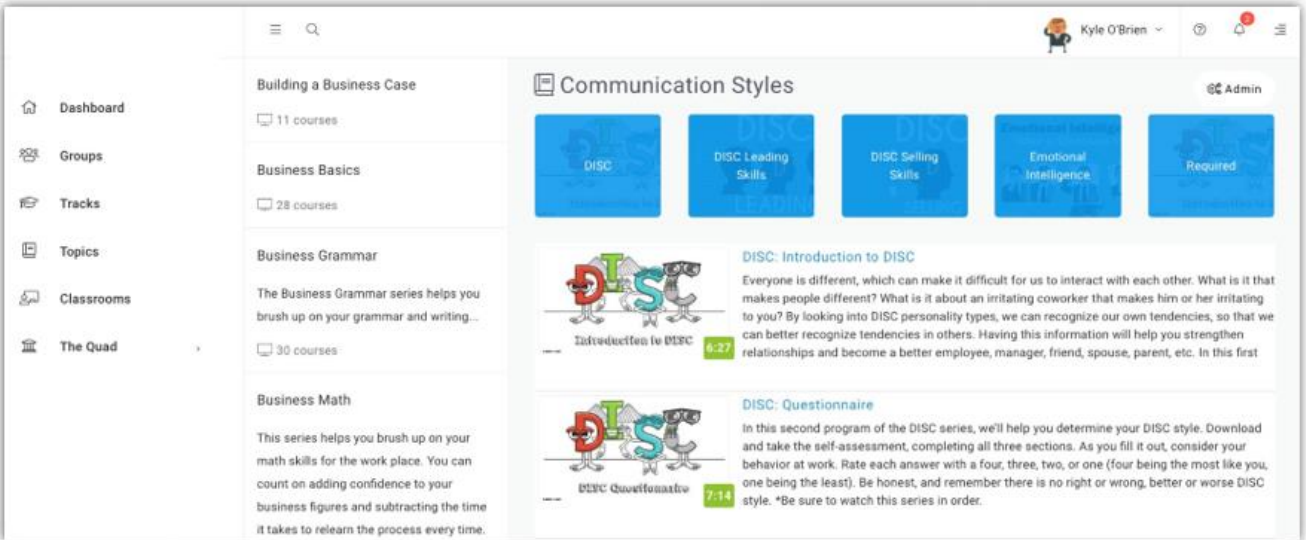 Kyle O'Brien
2
Dashboard
Groups
Tracks
Topics
Classrooms
The Quad
Building a Business Case
11 courses
Business Basics
28 courses
Business Grammar
The Business Grammar series helps you
brush up on your grammar and writing...
30 courses
Business Math
This series helps you brush up on your
math skills for the work place. You can
count on adding confidence to your
business figures and subtracting the time
it takes to relearn the process every time.
Communication Styles
Admin
DISC
DISC Leading
Skills
DISC Selling
Skills
Emotional
Intelligence
Required
DISC
Introduction to DISC
6:27
DISC: Introduction to DISC
Everyone is different, which can make it difficult for us to interact with each other. What is it that
makes people different? What is it about an irritating coworker that makes him or her irritating
to you? By looking into DISC personality types, we can recognize our own tendencies, so that we
can better recognize tendencies in others. Having this information will help you strengthen
relationships and become a better employee, manager, friend, spouse, parent, etc. In this first
DISC
DISC Questionnaire
7:14
DISC: Questionnaire
In this second program of the DISC series, we'll help you determine your DISC style. Download
and take the self-assessment, completing all three sections. As you fill it out, consider your
behavior at work. Rate each answer with a four, three, two, or one (four being the most like you,
one being the least). Be honest, and remember there is no right or wrong, better or worse DISC
style. *Be sure to watch this series in order.